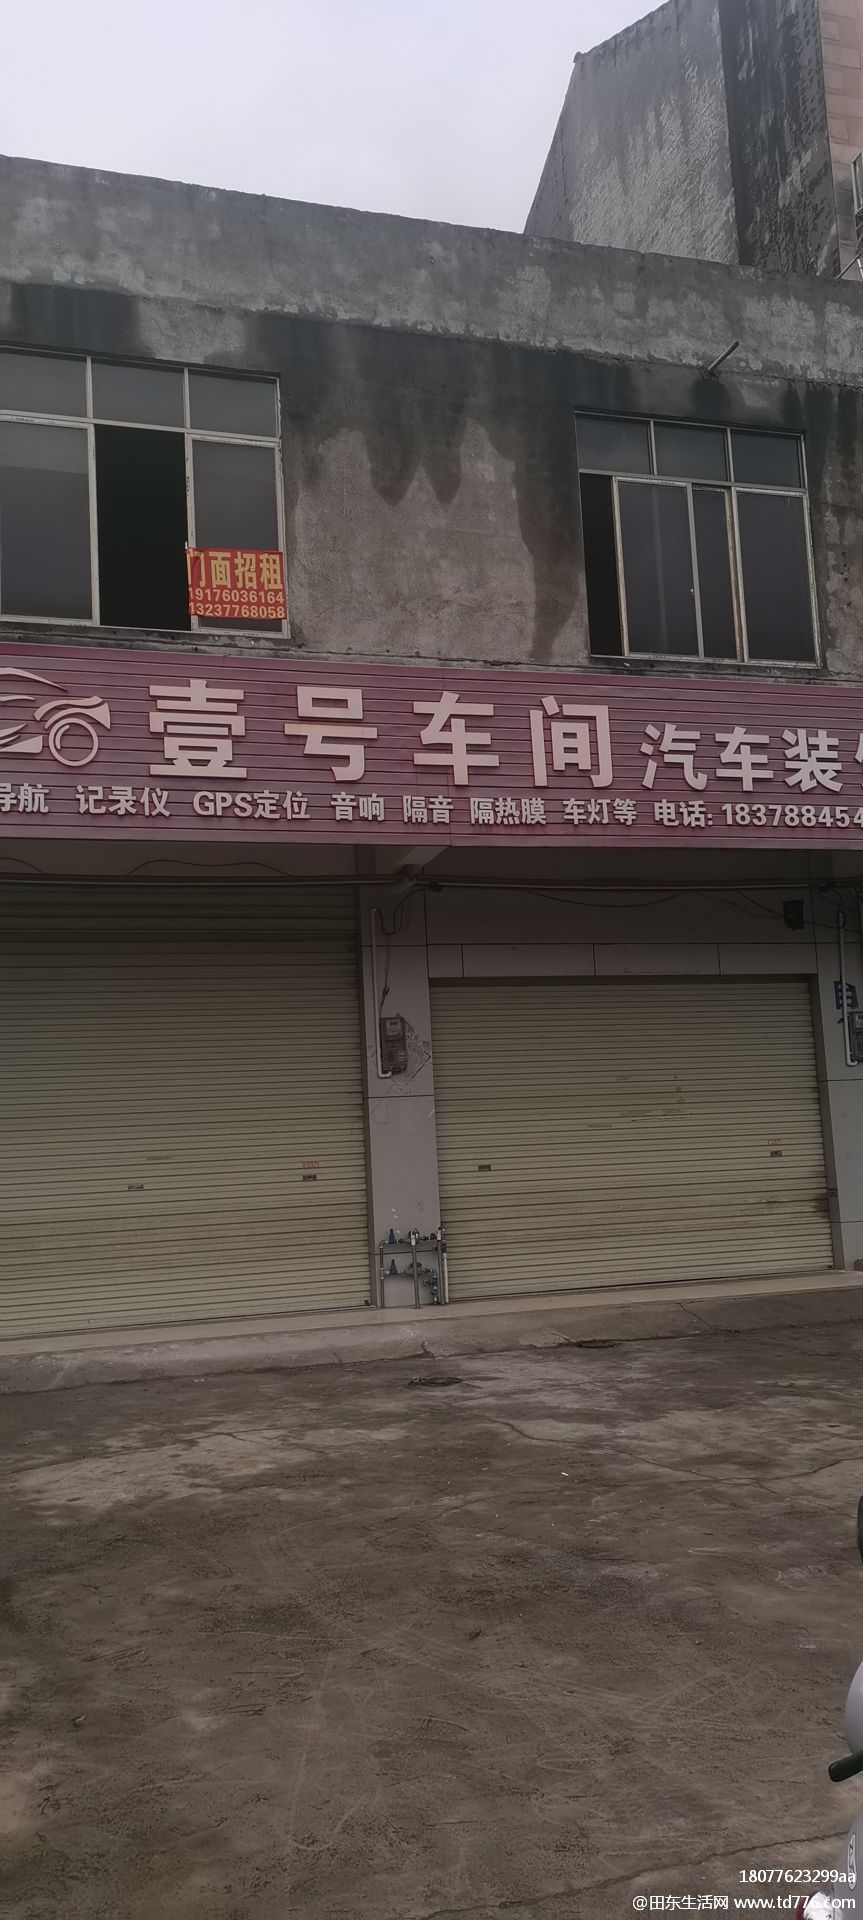 门面招租
19176036164
13237768058
壹号车间 汽车装
导航 记录仪 GPS定位 音响 隔音 隔热膜 车灯等 电话: 183788454
18077623299aa
@田东生活网 www.td776.com